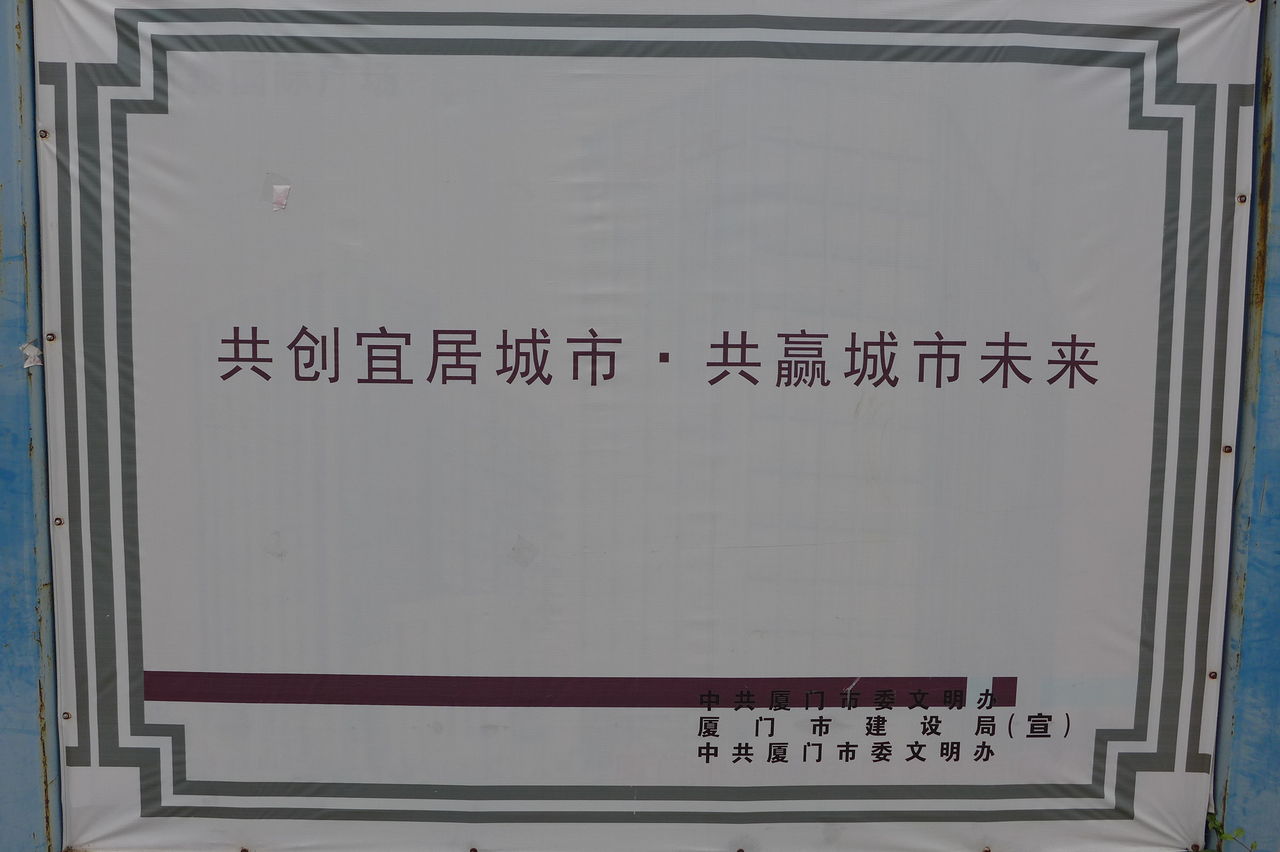 共创宜居城市·共赢城市未来
中共厦门市委文明办
厦门市建设局（宣）
中共厦门市委文明办